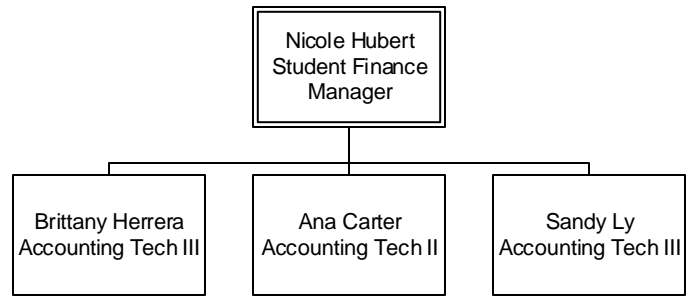 Nicole Hubert
Student Finance
Manager
Brittany Herrera
Accounting Tech III
Ana Carter
Accounting Tech II
Sandy Ly
Accounting Tech III